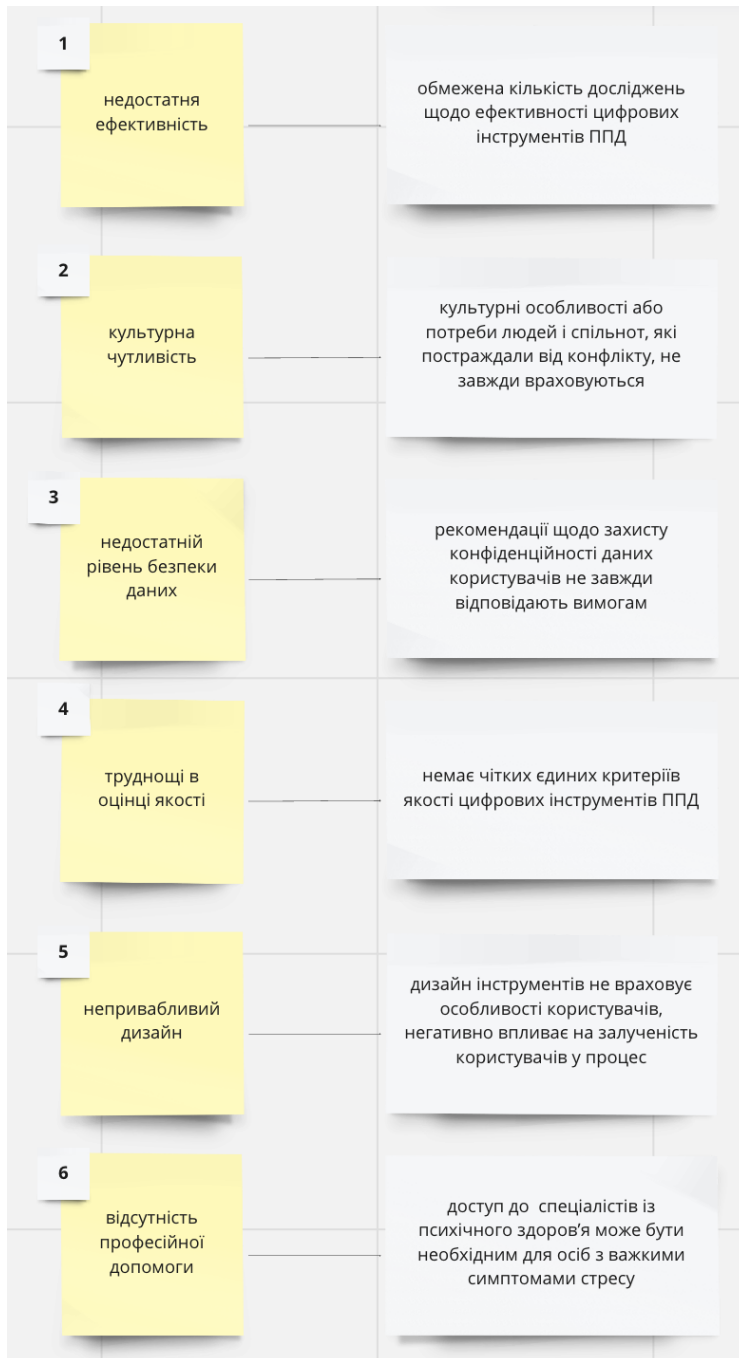 1
недостатня
ефективність
обмежена кількість досліджень
щодо ефективності цифрових
інструментів ППД
2
культурна
чутливість
культурні особливості або
потреби людей і спільнот, які
постраждали від конфлікту, не
завжди враховуються
3
недостатній
рівень безпеки
даних
рекомендації щодо захисту
конфіденційності даних
користувачів не завжди
відповідають вимогам
4
труднощі в
оцінці якості
немає чітких єдиних критеріїв
якості цифрових інструментів ППД
5
непривабливий
дизайн
дизайн інструментів не враховує
особливості користувачів,
негативно впливає на залученість
користувачів у процес
6
відсутність
професійної
допомоги
доступ до  спеціалістів із
психічного здоров’я може бути
необхідним для осіб з важкими
симптомами стресу